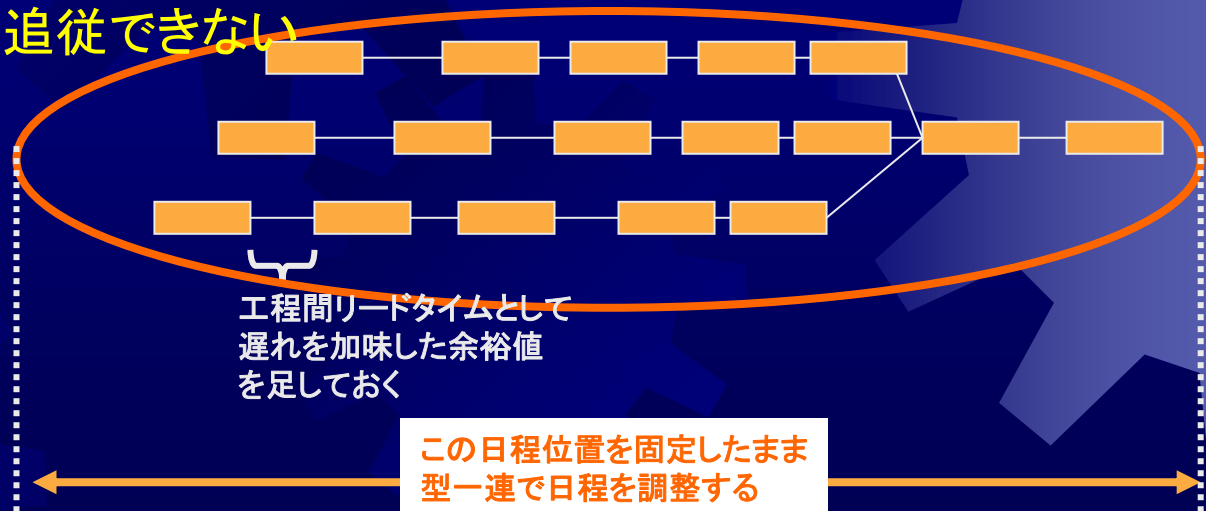 追従できない
工程間リードタイムとして
遅れを加味した余裕値
を足しておく
この日程位置を固定したまま
型一連で日程を調整する